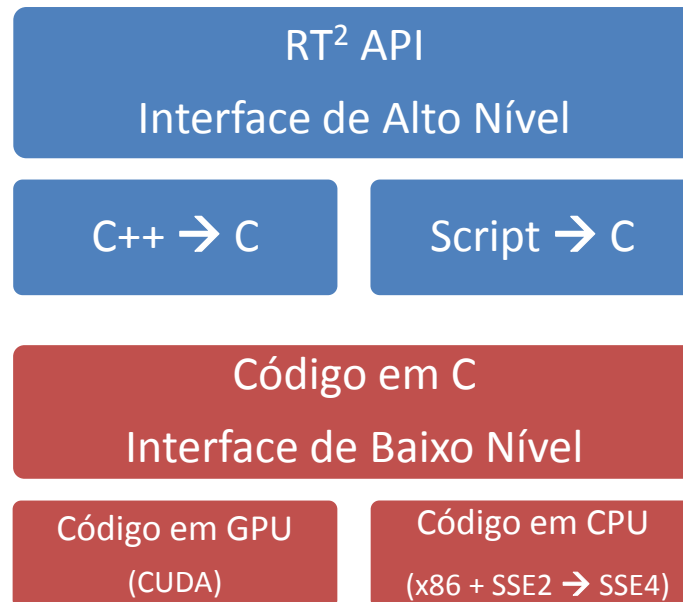 RT² API
Interface de Alto Nível
C++ → C
Script → C
Código em C
Interface de Baixo Nível
Código em GPU
(CUDA)
Código em CPU
(x86 + SSE2 → SSE4)